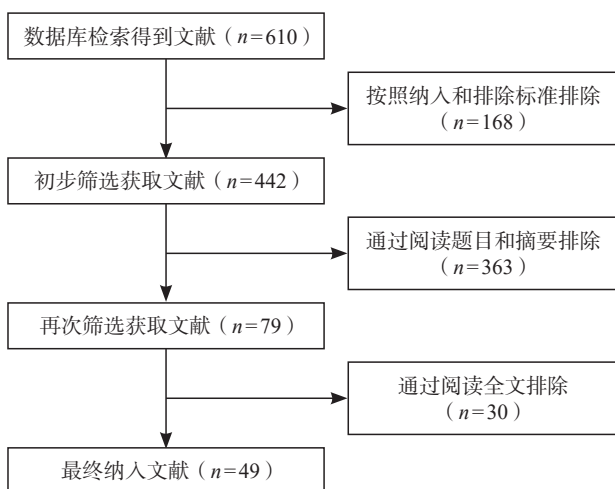 数据库检索得到文献（n=610）
按照纳入和排除标准排除
（n=168）
初步筛选获取文献（n=442）
通过阅读题目和摘要排除
（n=363）
再次筛选获取文献（n=79）
通过阅读全文排除
（n=30）
最终纳入文献（n=49）